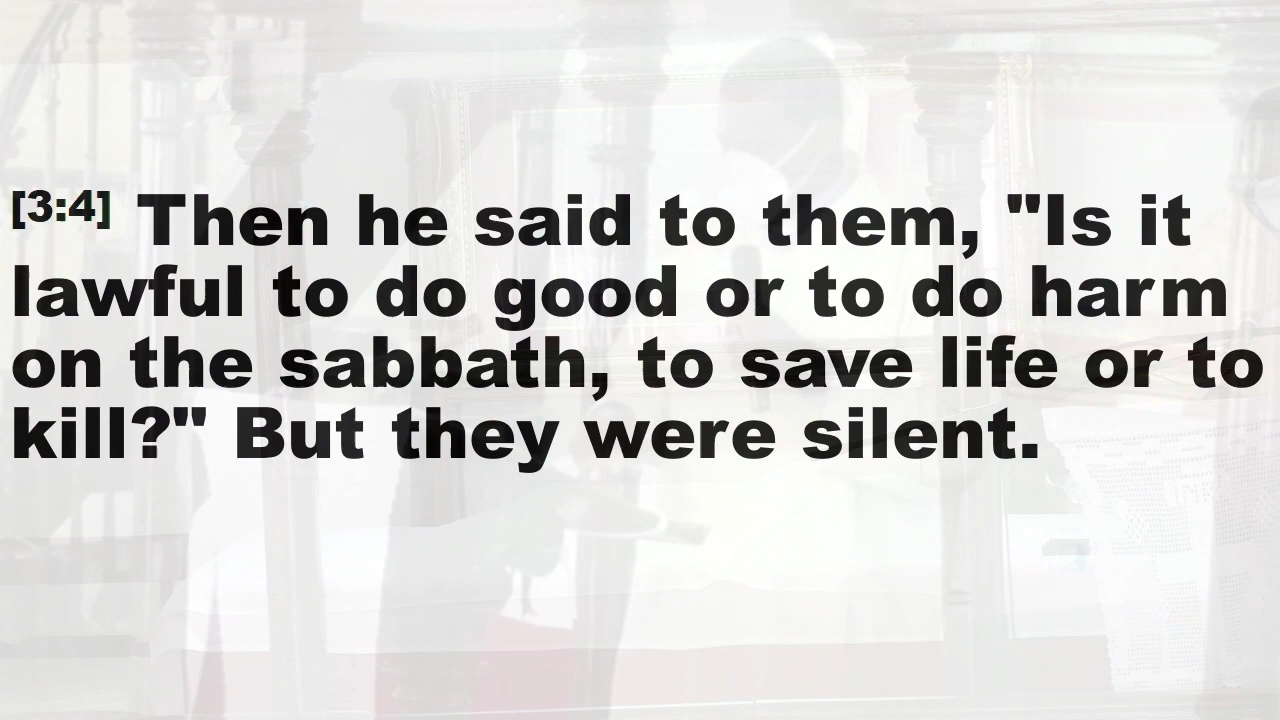 [3:4] Then he said to them, "Is it
lawful to do good or to do harm
on the sabbath, to save life or to
kill?" But they were silent.